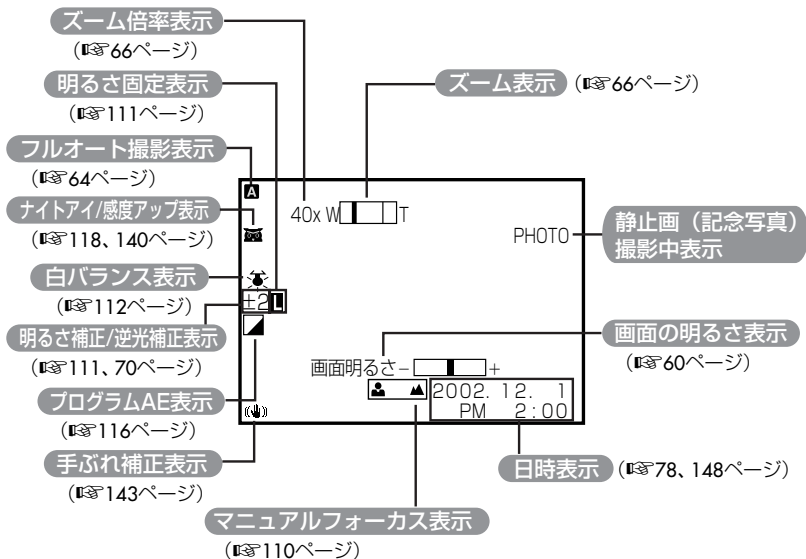 ズーム倍率表示
(☞66ページ)
明るさ固定表示
(☞111ページ)
ズーム表示 (☞66ページ)
フルオート撮影表示
(☞64ページ)
ナイトアイ/感度アップ表示
(☞118、140ページ)
白バランス表示
(☞112ページ)
明るさ補正/逆光補正表示
(☞111、70ページ)
プログラムAE表示
(☞116ページ)
手ぶれ補正表示
(☞143ページ)
A
40x W T
PHOTO
静止画（記念写真）
撮影中表示
±2 L
画面明るさ− +
画面の明るさ表示
(☞60ページ)
2002. 12. 1
PM 2:00
日時表示 (☞78、148ページ)
マニュアルフォーカス表示
(☞110ページ)